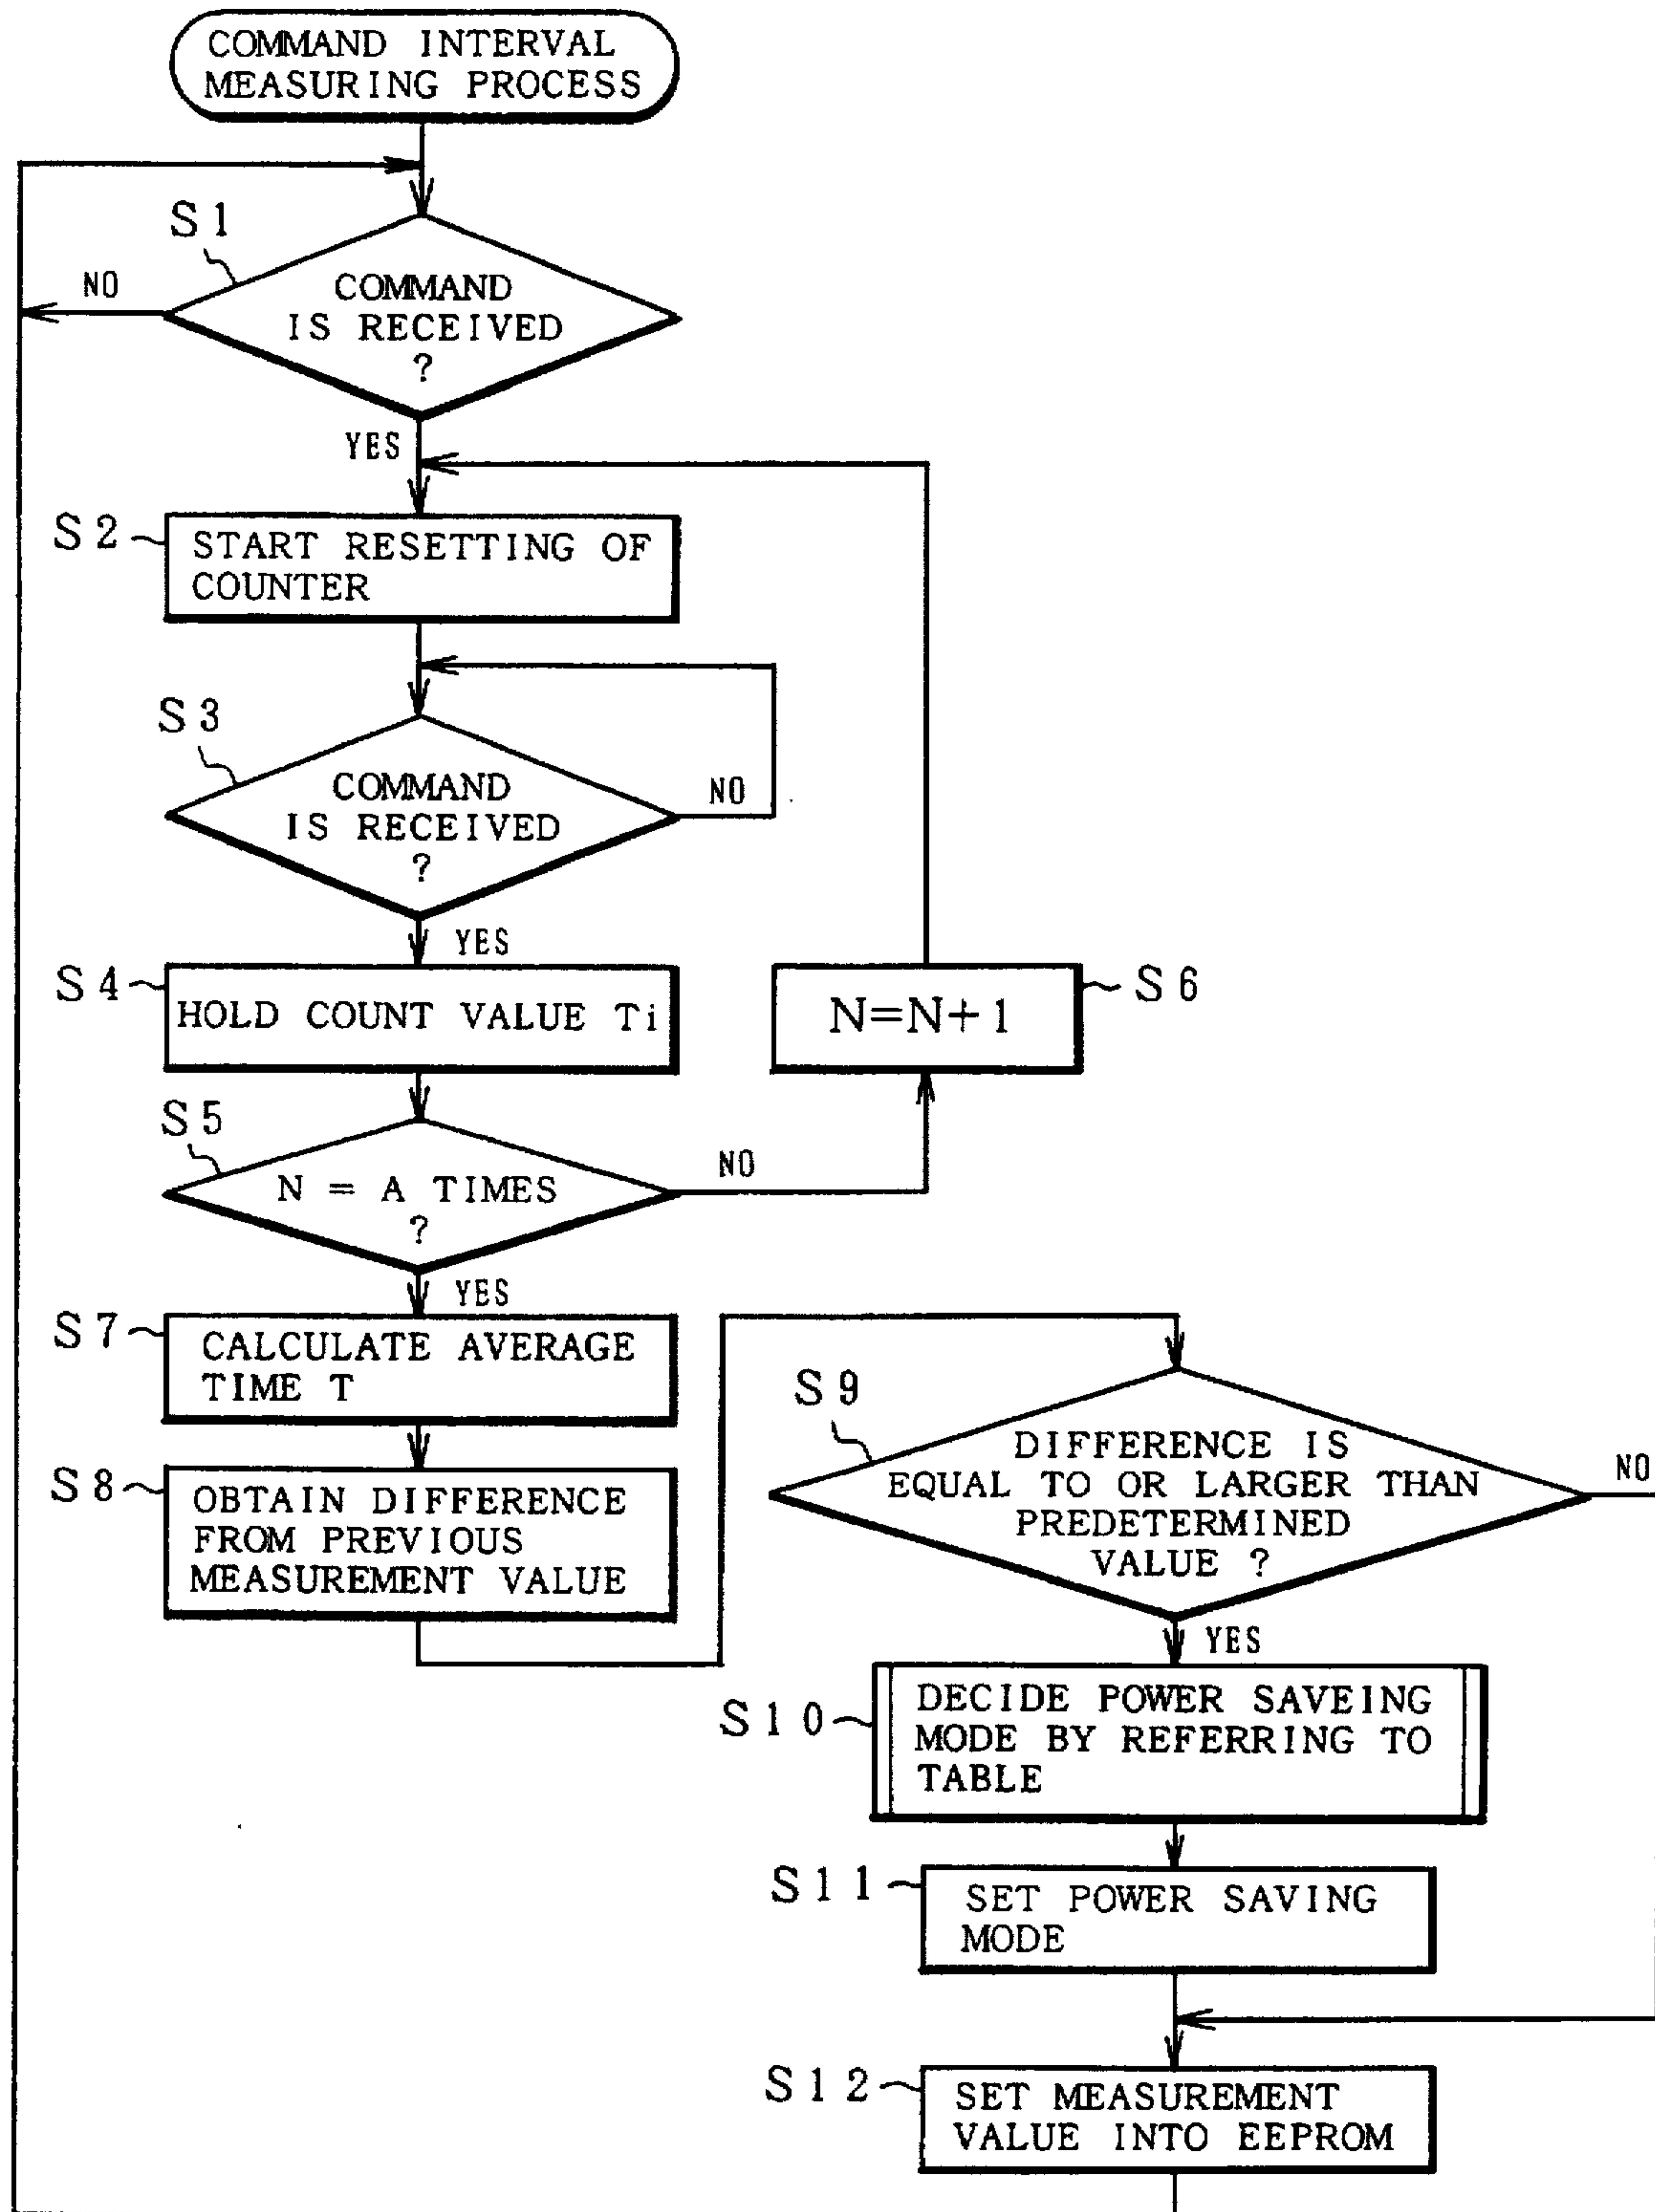 COMMAND INTERVAL
MEASURING PROCESS
S1
NO
COMMAND
IS RECEIVED
?
YES
S2
START RESETTING OF
COUNTER
S3
COMMAND
IS RECEIVED
?
NO
YES
S4
HOLD COUNT VALUE Ti
N=N+1
S6
S5
N = A TIMES
?
NO
YES
S7
CALCULATE AVERAGE
TIME T
S8
OBTAIN DIFFERENCE
FROM PREVIOUS
MEASUREMENT VALUE
S9
DIFFERENCE IS
EQUAL TO OR LARGER THAN
PREDETERMINED
VALUE ?
NO
YES
S10
DECIDE POWER SAVEING
MODE BY REFERRING TO
TABLE
S11
SET POWER SAVING
MODE
S12
SET MEASUREMENT
VALUE INTO EEPROM